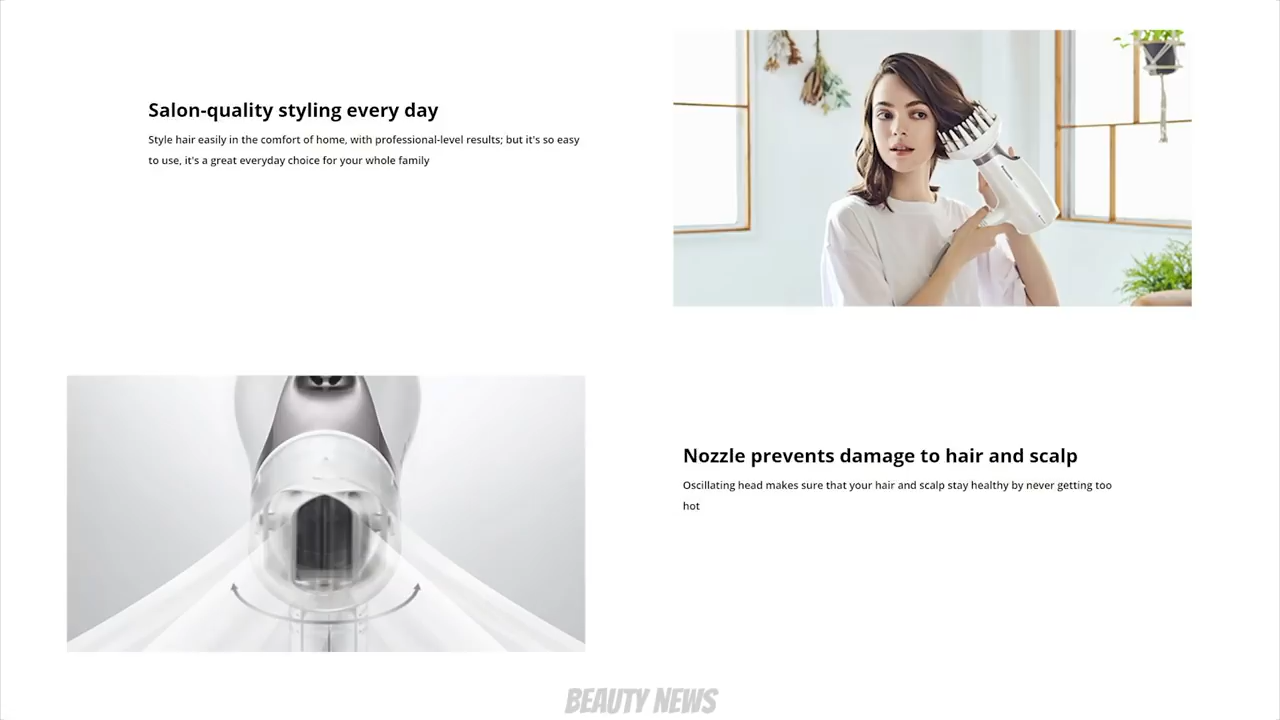 Salon-quality styling every day
Style hair easily in the comfort of home, with professional-level results; but it's so easy
to use, it's a great everyday choice for your whole family
Nozzle prevents damage to hair and scalp
Oscillating head makes sure that your hair and scalp stay healthy by never getting too
hot
BEAUTY NEWS